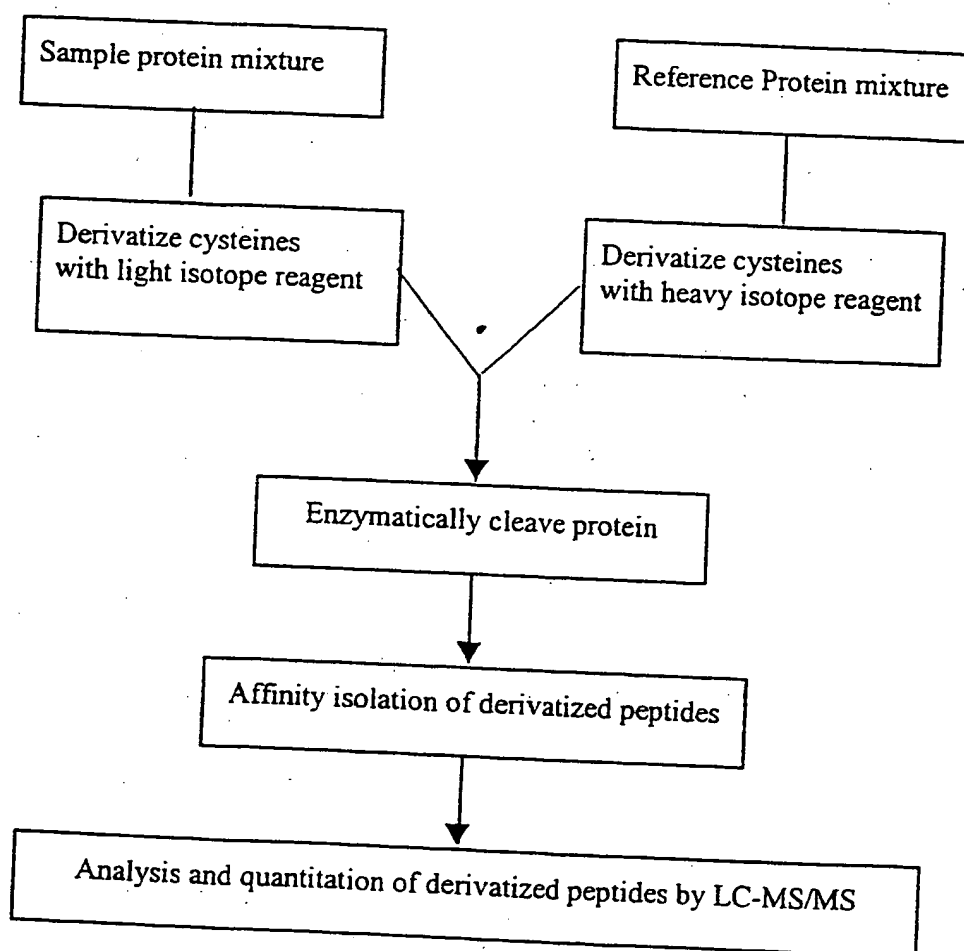 Sample protein mixture
Reference Protein mixture
Derivatize cysteines
with light isotope reagent
Derivatize cysteines
with heavy isotope reagent
Enzymatically cleave protein
Affinity isolation of derivatized peptides
Analysis and quantitation of derivatized peptides by LC-MS/MS